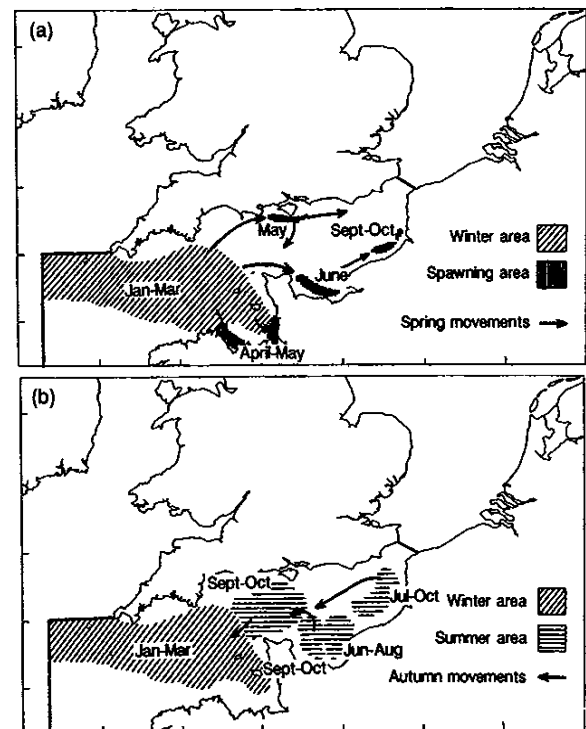 (a)
May
Sept-Oct
Winter area
June
Spawning area
Jan-Mar
Spring movements
April-May
(b)
Sept-Oct
Jul-Oct
Winter area
Jan-Mar
Jun-Aug
Summer area
Sept-Oct
Autumn movements